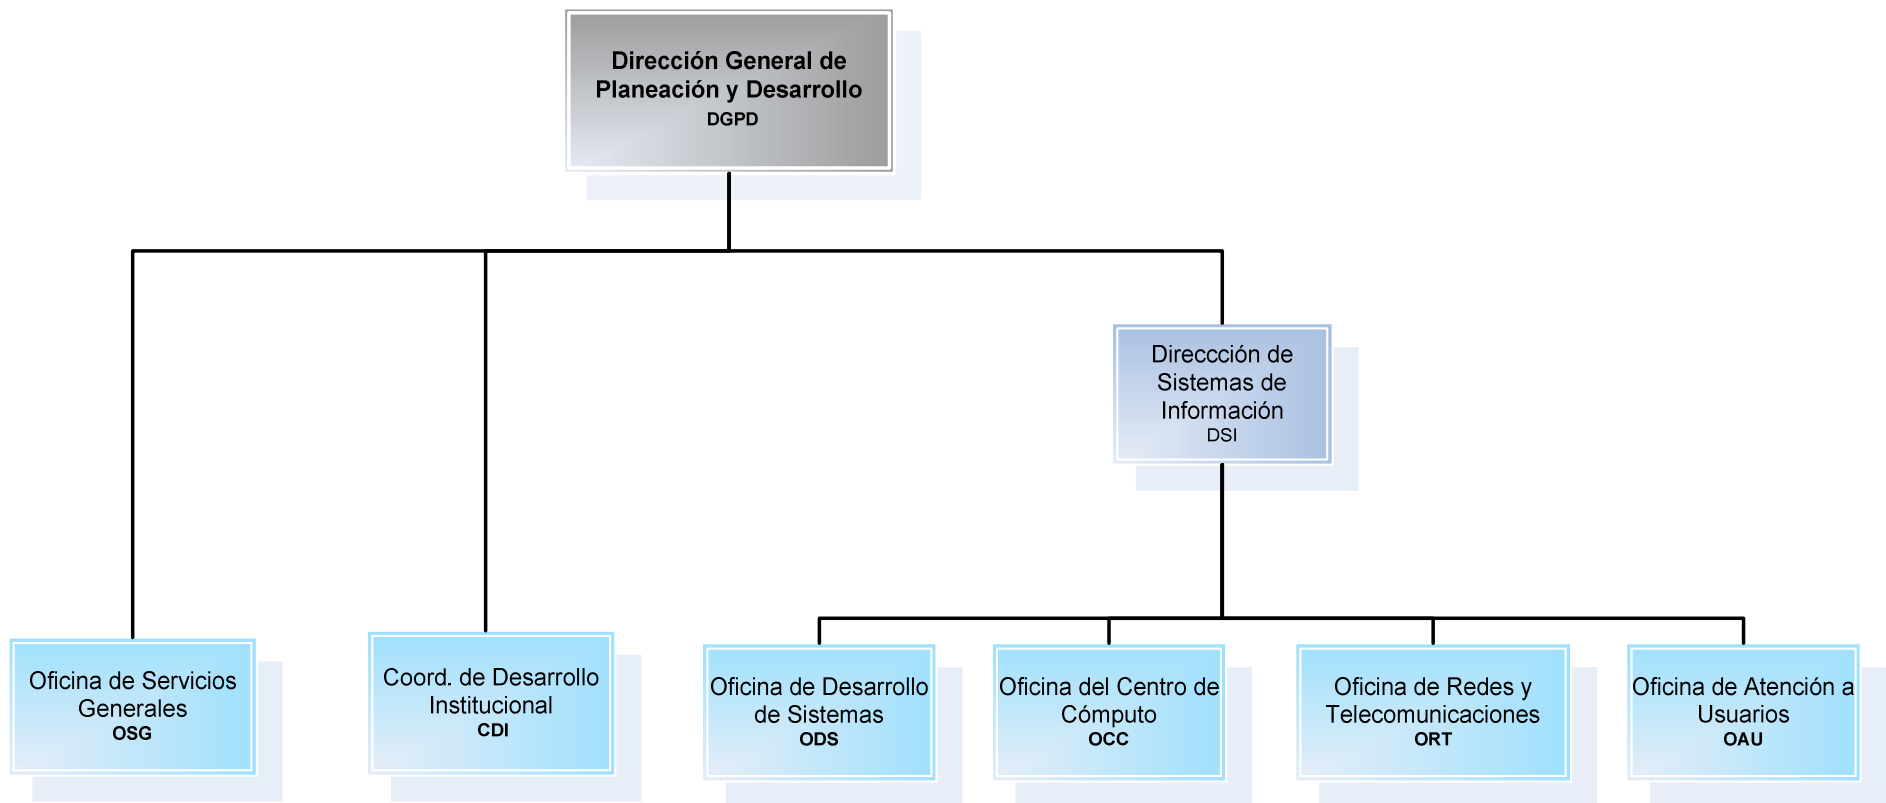 Dirección General de
Planeación y Desarrollo
DGPD
Direccción de
Sistemas de
Información
DSI
Oficina de Servicios
Generales
OSG
Coord. de Desarrollo
Institucional
CDI
Oficina de Desarrollo
de Sistemas
ODS
Oficina del Centro de
Cómputo
OCC
Oficina de Redes y
Telecomunicaciones
ORT
Oficina de Atención a
Usuarios
OAU